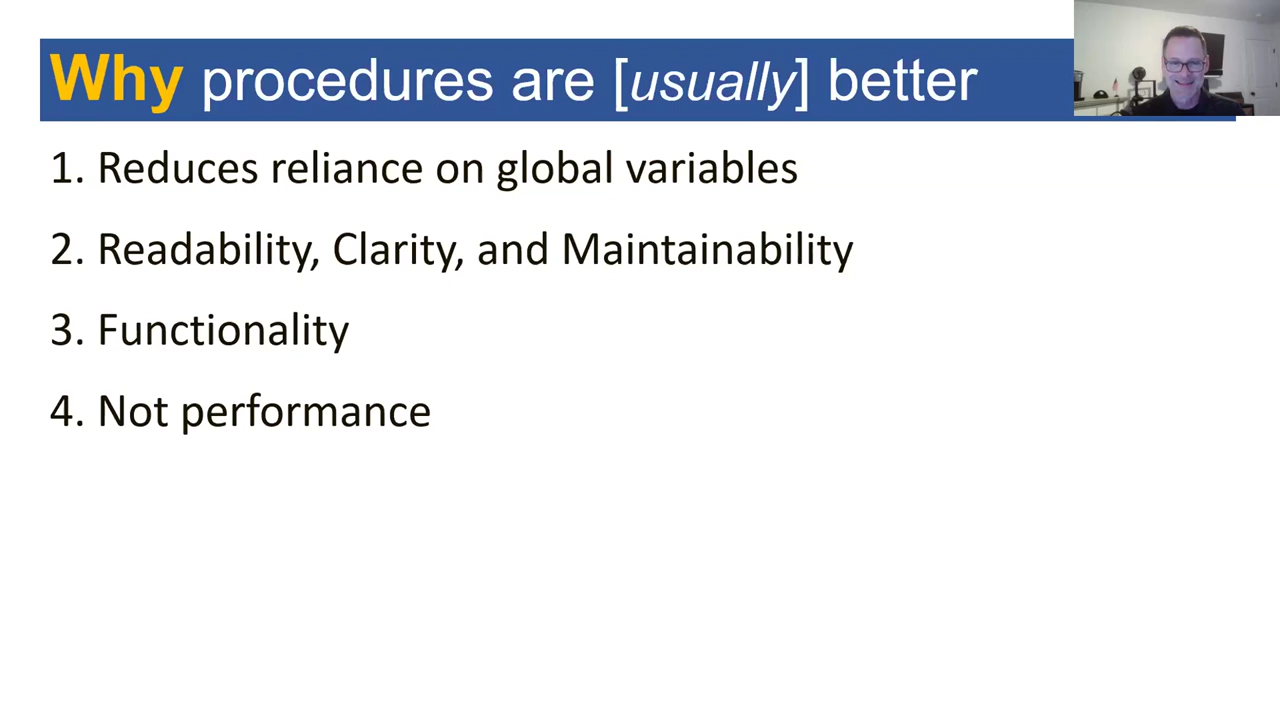 Why procedures are [usually] better
1. Reduces reliance on global variables
2. Readability, Clarity, and Maintainability
3. Functionality
4. Not performance